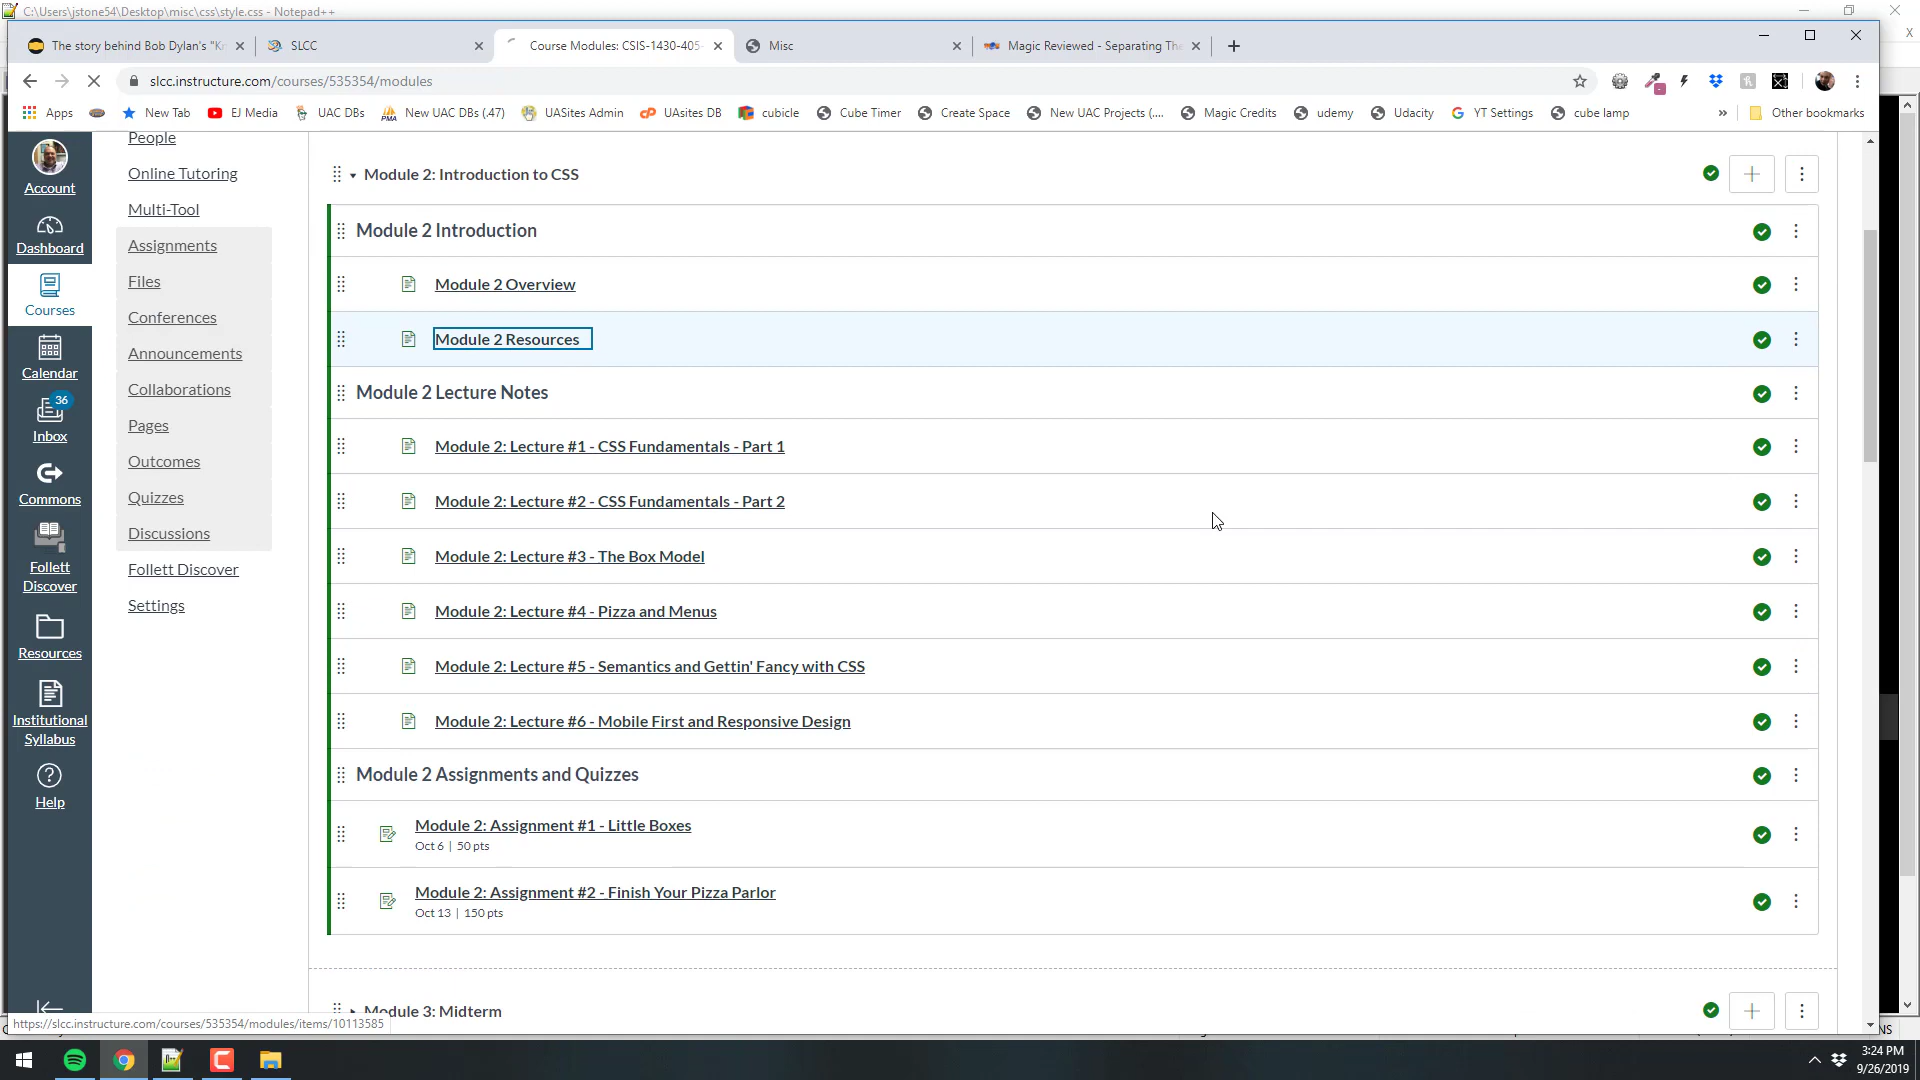 C:\Users\jstone54\Desktop\misc\css\style.css - Notepad++
X
The story behind Bob Dylan's "Kn
SLCC
Course Modules: CSIS-1430-405-
Misc
Magic Reviewed - Separating The
slcc.instructure.com/courses/535354/modules
Apps
New Tab
EJ Media
UAC DBs
New UAC DBs (.47)
UASites Admin
UAsites DB
cubicle
Cube Timer
Create Space
New UAC Projects (....
Magic Credits
udemy
Udacity
YT Settings
cube lamp
»
Other bookmarks
Account
Dashboard
Courses
Calendar
36
Inbox
Commons
Follett
Discover
Resources
Institutional
Syllabus
Help
People
Online Tutoring
Multi-Tool
Assignments
Files
Conferences
Announcements
Collaborations
Pages
Outcomes
Quizzes
Discussions
Follett Discover
Settings
Module 2: Introduction to CSS
Module 2 Introduction
Module 2 Overview
Module 2 Resources
Module 2 Lecture Notes
Module 2: Lecture #1 - CSS Fundamentals - Part 1
Module 2: Lecture #2 - CSS Fundamentals - Part 2
Module 2: Lecture #3 - The Box Model
Module 2: Lecture #4 - Pizza and Menus
Module 2: Lecture #5 - Semantics and Gettin' Fancy with CSS
Module 2: Lecture #6 - Mobile First and Responsive Design
Module 2 Assignments and Quizzes
Module 2: Assignment #1 - Little Boxes
Oct 6 | 50 pts
Module 2: Assignment #2 - Finish Your Pizza Parlor
Oct 13 | 150 pts
Module 3: Midterm
https://slcc.instructure.com/courses/535354/modules/items/10113585
NS
3:24 PM
9/26/2019